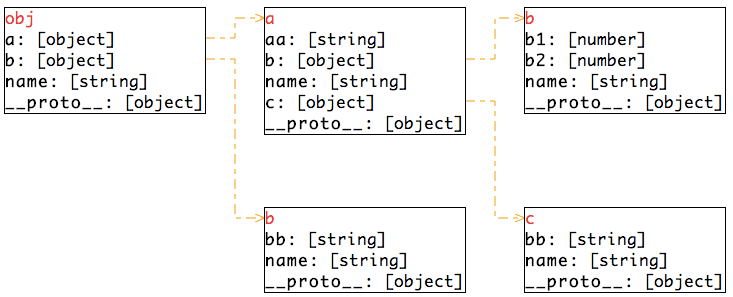 obj
a: [object]
b: [object]
name: [string]
__proto__: [object]
a
aa: [string]
b: [object]
name: [string]
c: [object]
__proto__: [object]
b
b1: [number]
b2: [number]
name: [string]
__proto__: [object]
b
bb: [string]
name: [string]
__proto__: [object]
c
bb: [string]
name: [string]
__proto__: [object]